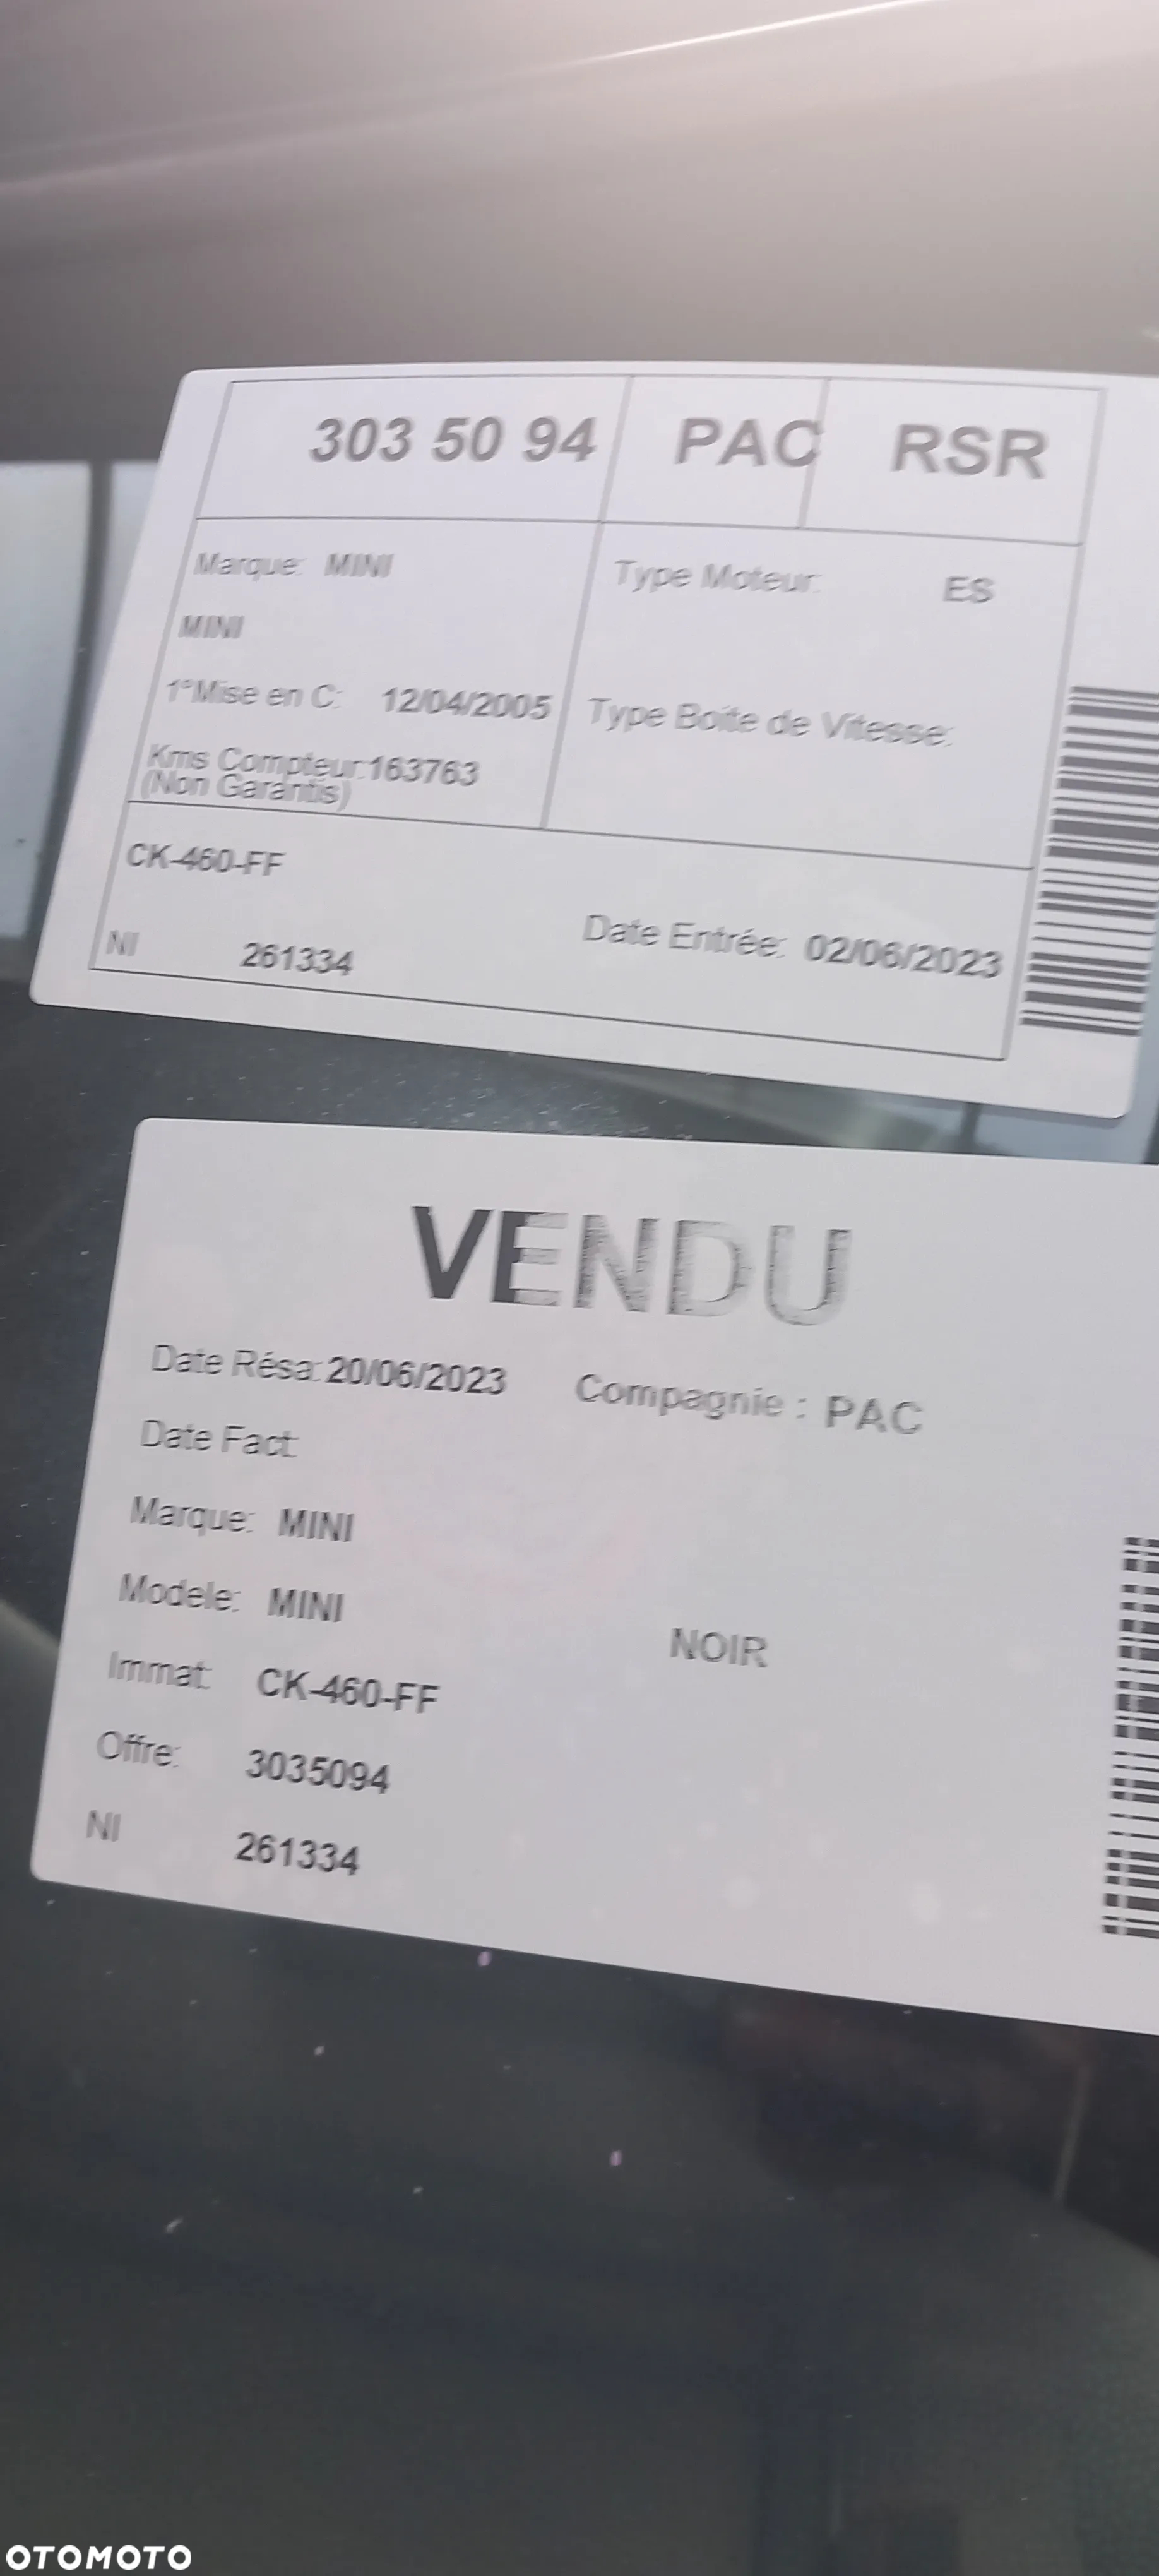 303 50 94 PAC RSR
Marque: MINI Type Moteur: ES
MINI
1°Mise en C: 12/04/2005 Type Boite de Vitesse:
Kms Compteur:163763
(Non Garantis)
CK-460-FF
NI 261334 Date Entrée: 02/06/2023
VENDU
Date Résa:20/06/2023 Compagnie : PAC
Date Fact:
Marque: MINI
Modele: MINI NOIR
Immat: CK-460-FF
Offre: 3035094
NI 261334
OTOMOTO